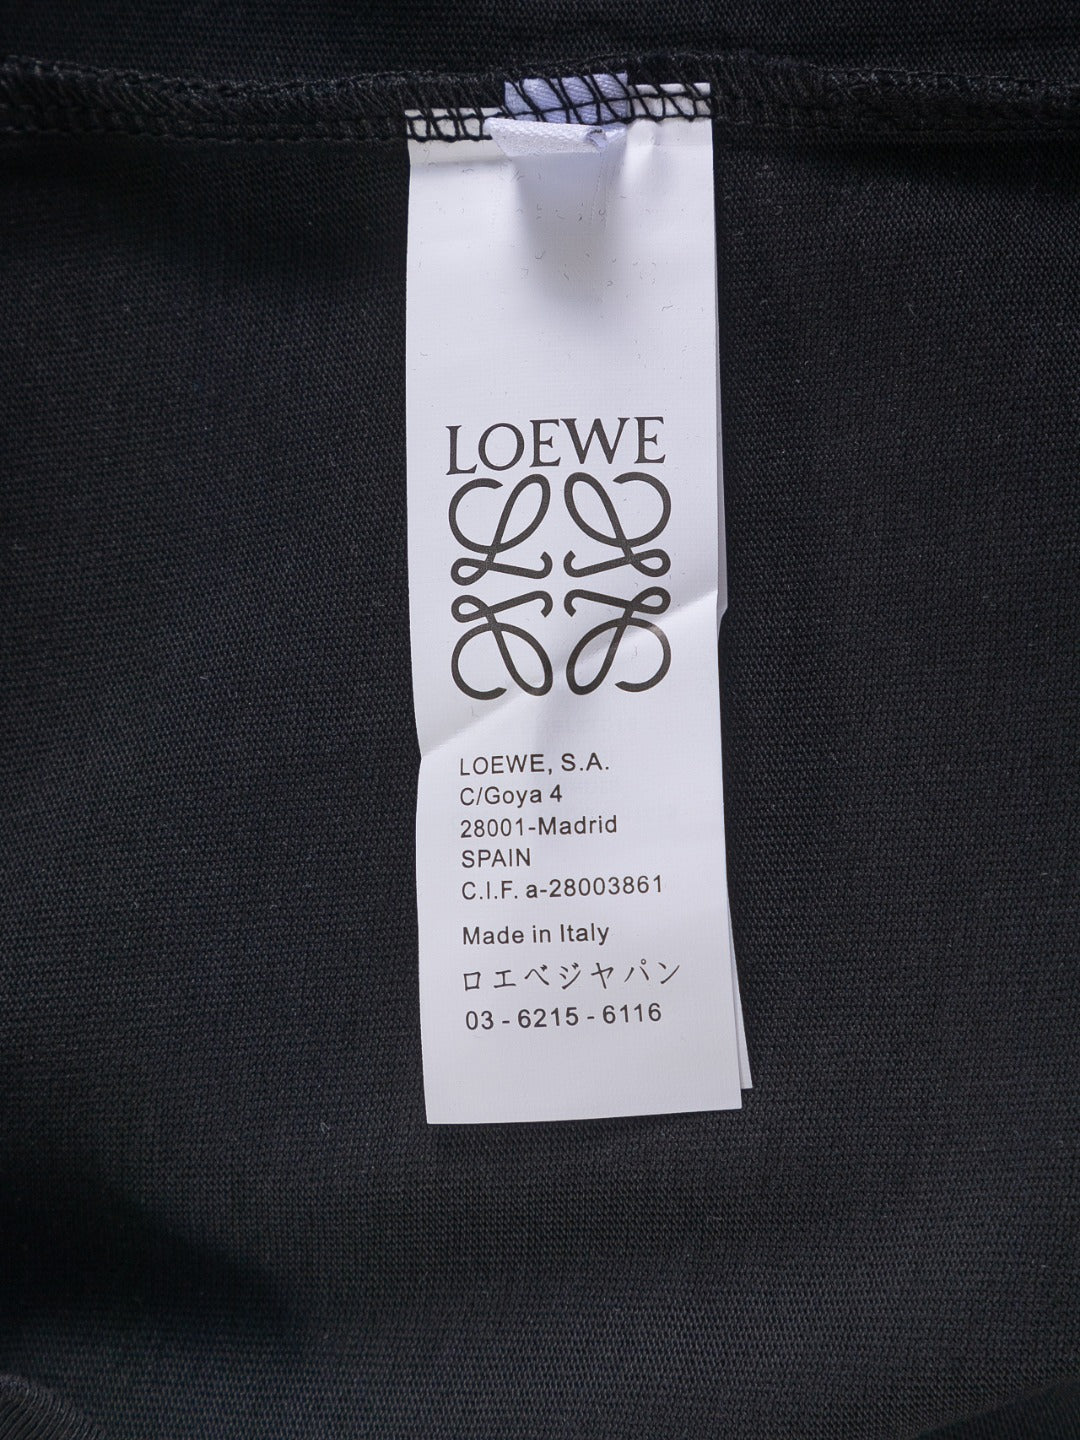 LOEWE
LOEWE, S.A.
C/Goya 4
28001-Madrid
SPAIN
C.I.F. a-28003861
Made in Italy
ロエベジャパン
03 - 6215 - 6116